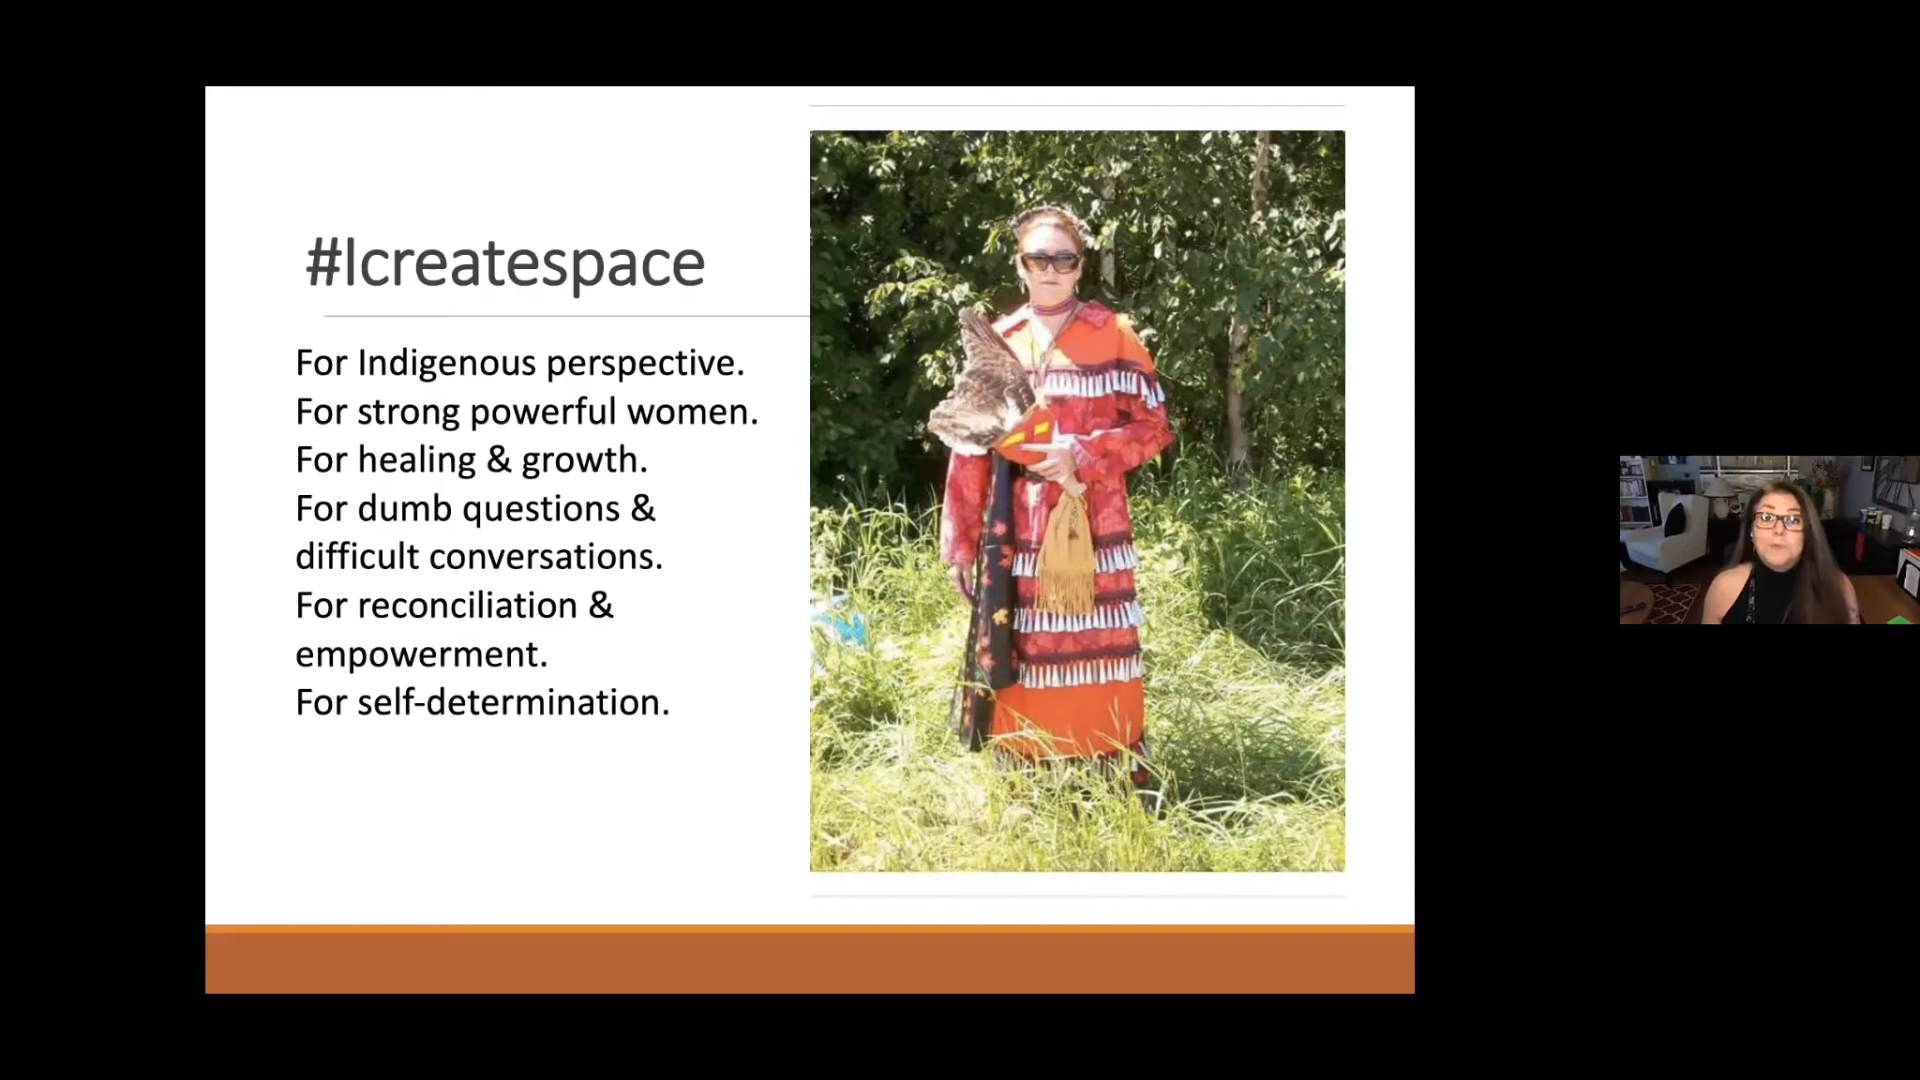 #Icreatespace
For Indigenous perspective.
For strong powerful women.
For healing & growth.
For dumb questions &
difficult conversations.
For reconciliation &
empowerment.
For self-determination.